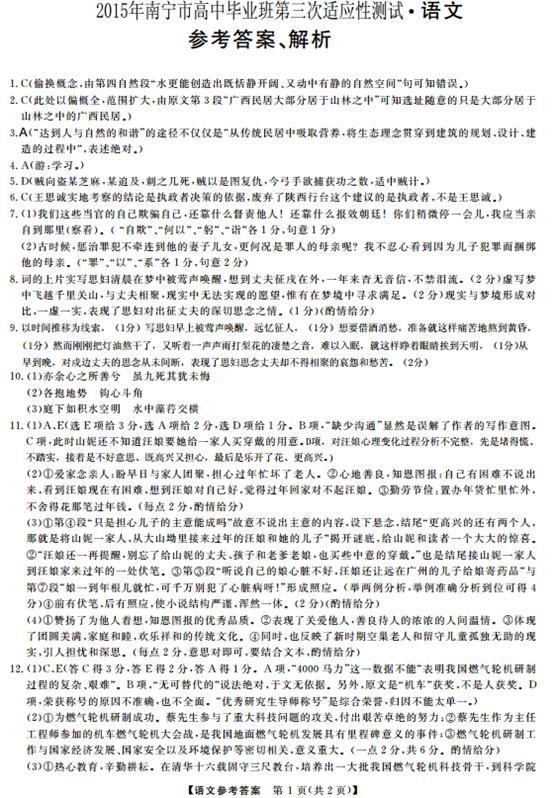 2015年南宁市高中毕业班第三次适应性测试·语文
参考答案、解析
1. C(偷换概念,由第四自然段“水更能创造出既恬静开阔、又动中有静的自然空间”句可知错误。)
2. C(此处以偏概全,范围扩大,由原文第3段“广西民居大部分居于山林之中”可知选址随意的只是大部分居于
山林之中的广西民居。)
3.A(“达到人与自然的和谐”的途径不仅仅是“从传统民居中吸取营养,将生态理念贯穿到建筑的规划、设计、建
造的过程中”,表述绝对。)
4. A(游:学习。)
5. D(贼向盗某芝麻,某追及,刺之几死,贼以是图复仇,今弓手欲捕获功之数,适中贼计。)
6. C(王思诚实地考察的结论是执政者决策的依据,废弃了陕西行台这个建议的是执政者,不是王思诚。)
7. (1)我们这些当官的自己欺骗自己,还靠什么督责他人!还靠什么报效朝廷!你们稍微停一会儿,我应当亲
自到那里(察看)。(“自欺”、“何以”、“躬”、“诣”各1分,句意1分)
(2)古时候,惩治罪犯不牵连到他的妻子儿女,更何况是罪人的母亲呢?我不忍心看到因为儿子犯罪而捆绑
他的母亲。(“罪”、“以”、“系”各1分,句意2分)
8. 词的上片实写思妇清晨在梦中被莺声唤醒,想到丈夫征戍在外,一年来杳无音信,不禁泪流。(2分)虚写梦
中飞越千里关山,与丈夫相聚,现实中无法实现的愿望,惟有在梦境中寻求满足。(2分)现实与梦境形成对
比,一虚一实,表现了思妇对出征丈夫的深切思念之情。(1分)(酌情给分)
9. 以时间推移为线索,(1分)写思妇早上被莺声唤醒,远忆征人,(1分)想要借酒消愁,准备就这样痛苦地熬到黄昏,
(1分)然而刚刚把灯油熬干了,又听着一声声雨打梨花的凄楚之音,难以入眠,就这样睁着眼睛挨到天明,(1分)从
早到晚,对戍边丈夫的思念从未间断,表现了思妇思念丈夫却不得相聚的哀怨和愁苦。(2分)
10. (1)亦余心之所善兮 虽九死其犹未悔
(2)各抱地势 钩心斗角
(3)庭下如积水空明 水中藻荇交横
11. (1)A、E(选E项给3分,选A项给2分,选D项给1分。B项,“缺少沟通”显然是误解了作者的写作意图。
C项,此时山妮还不知道汪娘要她给一家人买穿戴的用意。D项,对汪娘心理变化过程分析不完整,先是堵得慌、
不踏实,接着是不好意思、既高兴又担心,最后是乐开了花、更高兴。)
(2)①爱家念亲人:盼早日与家人团聚,担心过年忙坏了老人。②心地善良,知恩图报:自己有困难不说出
来,看到汪娘现在有困难,想到汪娘对自己好,觉得过年回家对不起汪娘。③勤劳节俭:置办年货忙里忙外,
不舍得花那笔过年钱。(每点2分,酌情给分)
(3)①第④段“只是担心儿子的主意能成吗”故意不说出主意的内容,设下悬念,结尾“更高兴的还有两个人,
那就是将山妮一家人,从大山坳里接来过年的汪娘和她的儿子”揭开谜底,给山妮和读者一个大大的惊喜。
②“汪娘还一再提醒,别忘了给山妮的丈夫、孩子和老爹老娘,也买些中意的穿戴。”也是结尾接山妮一家人
到汪娘家来过年的一处伏笔。③第③段“听说自己的娘心脏不好,汪娘还让远在广州的儿子给娘寄药品”与
第⑦段“娘一到年根儿就忙,可千万别犯了心脏病呀!”形成照应。(举两例分析,举例准确分析到位可得4
分)④前有伏笔,后有照应,使小说结构严谨,浑然一体。(2分)(酌情给分)
(4)①赞扬了为他人着想,知恩图报的优秀品质。②表现了关爱他人,善良待人的浓浓的人间温情。③体现
了团圆美满,家庭和睦,欢乐祥和的传统文化。④同时,也反映了新时期空巢老人和留守儿童孤独无助的现
实,引人担忧和深思。(每点2分,意思对即可,要结合文本,酌情给分)
12. (1)C、E(答C得3分,答E得2分,答A得1分。A项,“4000马力”这一数据不能“表明我国燃气轮机研制
过程的复杂、艰难”。B项,“无可替代的”说法绝对,于文无依据。另外,原文是“机车”获奖,不是人获奖。D
项,荣获称号的原因不准确,也不全面。“优秀研究生导师称号”是综合荣誉,归因不能太单一。)
(2)①为燃气轮机研制成功。蔡先生参与了重大科技问题的攻关,付出艰苦卓绝的努力;②蔡先生作为主任
工程师参加的机车燃气轮机大会战,是我国地面燃气轮机发展具有里程碑意义的事件;③燃气轮机研制工
作与国家经济发展、国家安全以及环境保护等密切相关,意义重大。(一点2分,共6分。酌情给分)
(3)①热心教育,辛勤耕耘。在清华十六载固守三尺教台,培养出一大批我国燃气轮机科技骨干,到科学院
【语文参考答案 第1页(共2页)】